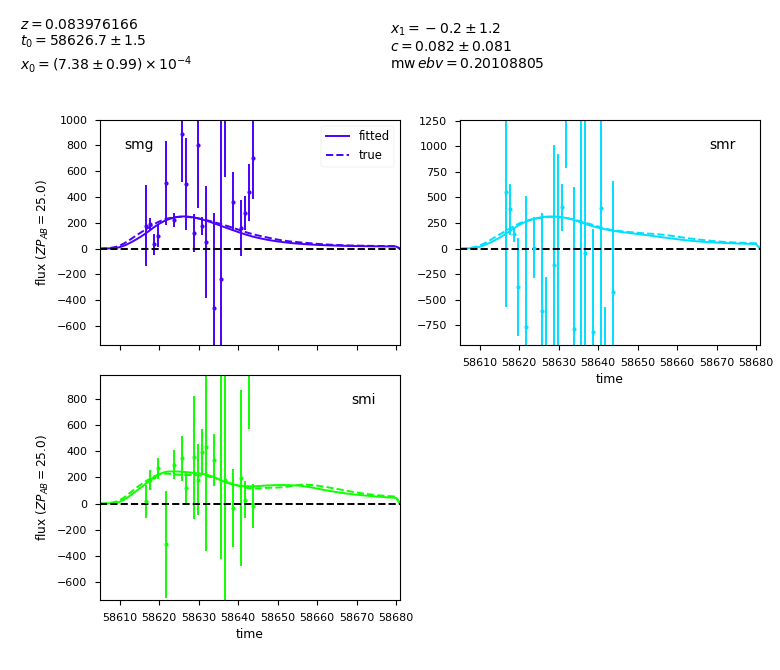 z = 0.083976166
t₀ = 58626.7 ± 1.5
x₀ = (7.38 ± 0.99) × 10⁻⁴
x₁ = −0.2 ± 1.2
c = 0.082 ± 0.081
mw ebv = 0.20108805
1000
800
600
400
200
0
−200
−400
−600
flux (ZP_AB = 25.0)
smg
fitted
true
1250
1000
750
500
250
0
−250
−500
−750
smr
58610 58620 58630 58640 58650 58660 58670 58680
time
800
600
400
200
0
−200
−400
−600
flux (ZP_AB = 25.0)
smi
58610 58620 58630 58640 58650 58660 58670 58680
time